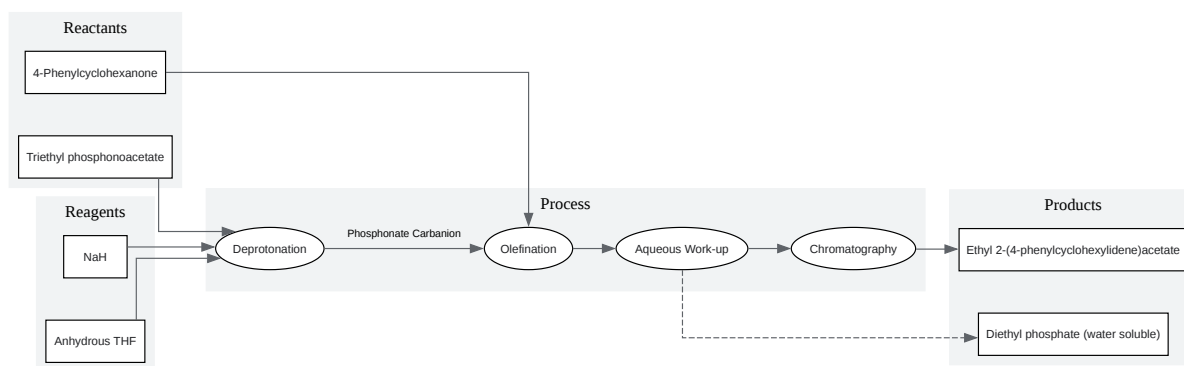 Reactants
4-Phenylcyclohexanone
Triethyl phosphonoacetate
Reagents
NaH
Anhydrous THF
Process
Deprotonation
Phosphonate Carbanion
Olefination
Aqueous Work-up
Chromatography
Products
Ethyl 2-(4-phenylcyclohexylidene)acetate
Diethyl phosphate (water soluble)